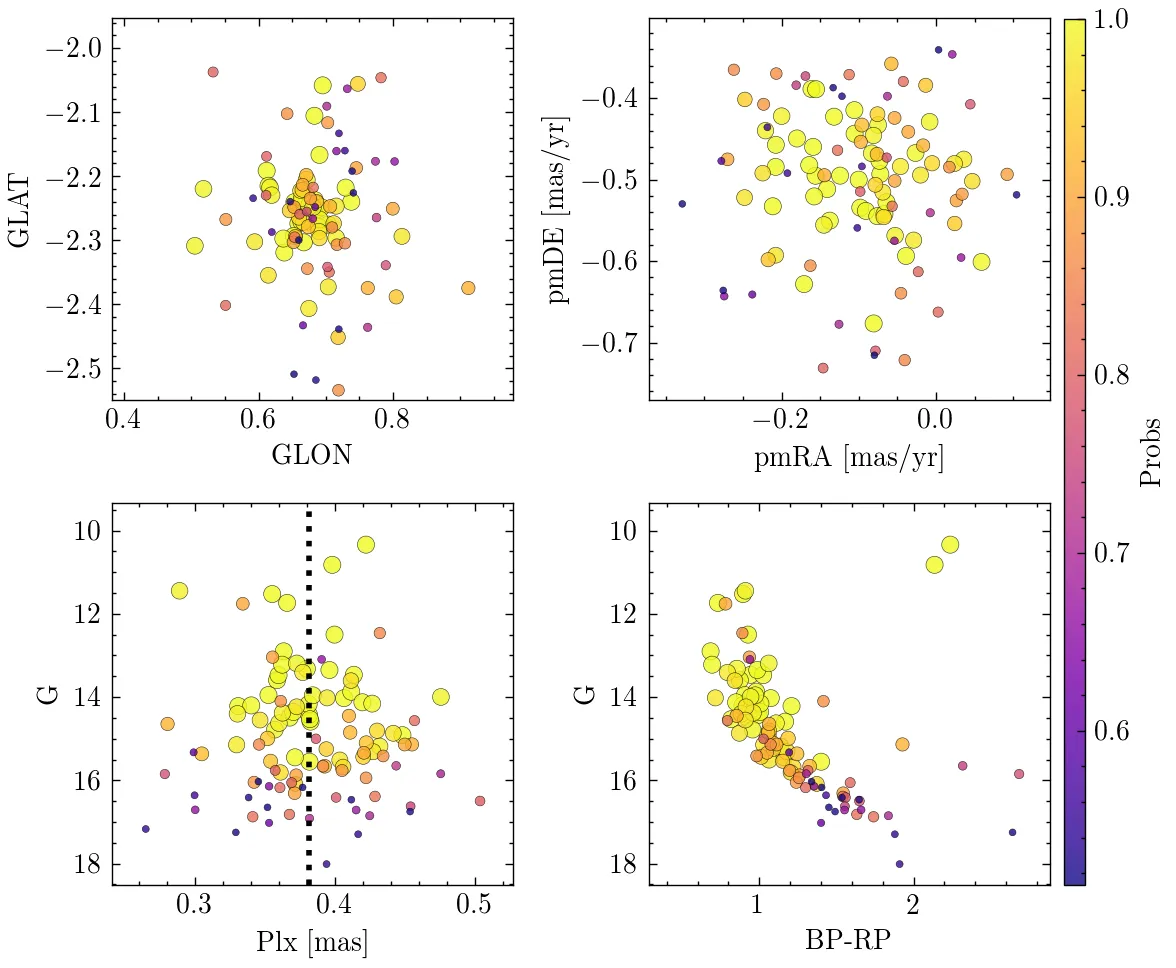 −2.0
−2.1
−2.2
−2.3
−2.4
−2.5
GLAT
0.4 0.6 0.8
GLON
−0.4
−0.5
−0.6
−0.7
pmDE [mas/yr]
−0.2 0.0
pmRA [mas/yr]
10
12
14
16
18
G
0.3 0.4 0.5
Plx [mas]
10
12
14
16
18
G
1 2
BP-RP
1.0
0.9
0.8
0.7
0.6
Probs